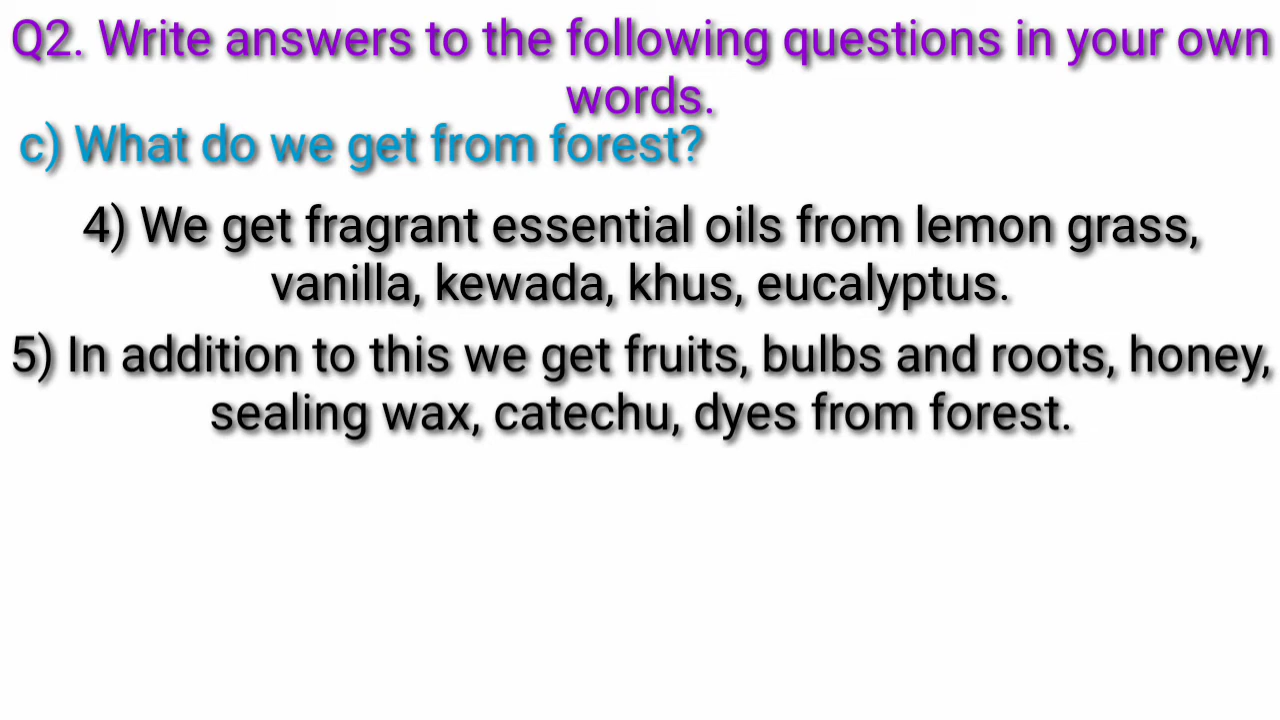 Q2. Write answers to the following questions in your own
words.
c) What do we get from forest?
4) We get fragrant essential oils from lemon grass,
vanilla, kewada, khus, eucalyptus.
5) In addition to this we get fruits, bulbs and roots, honey,
sealing wax, catechu, dyes from forest.